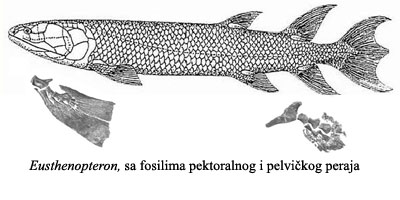 Eusthenopteron, sa fosilima pektoralnog i pelvičkog peraja